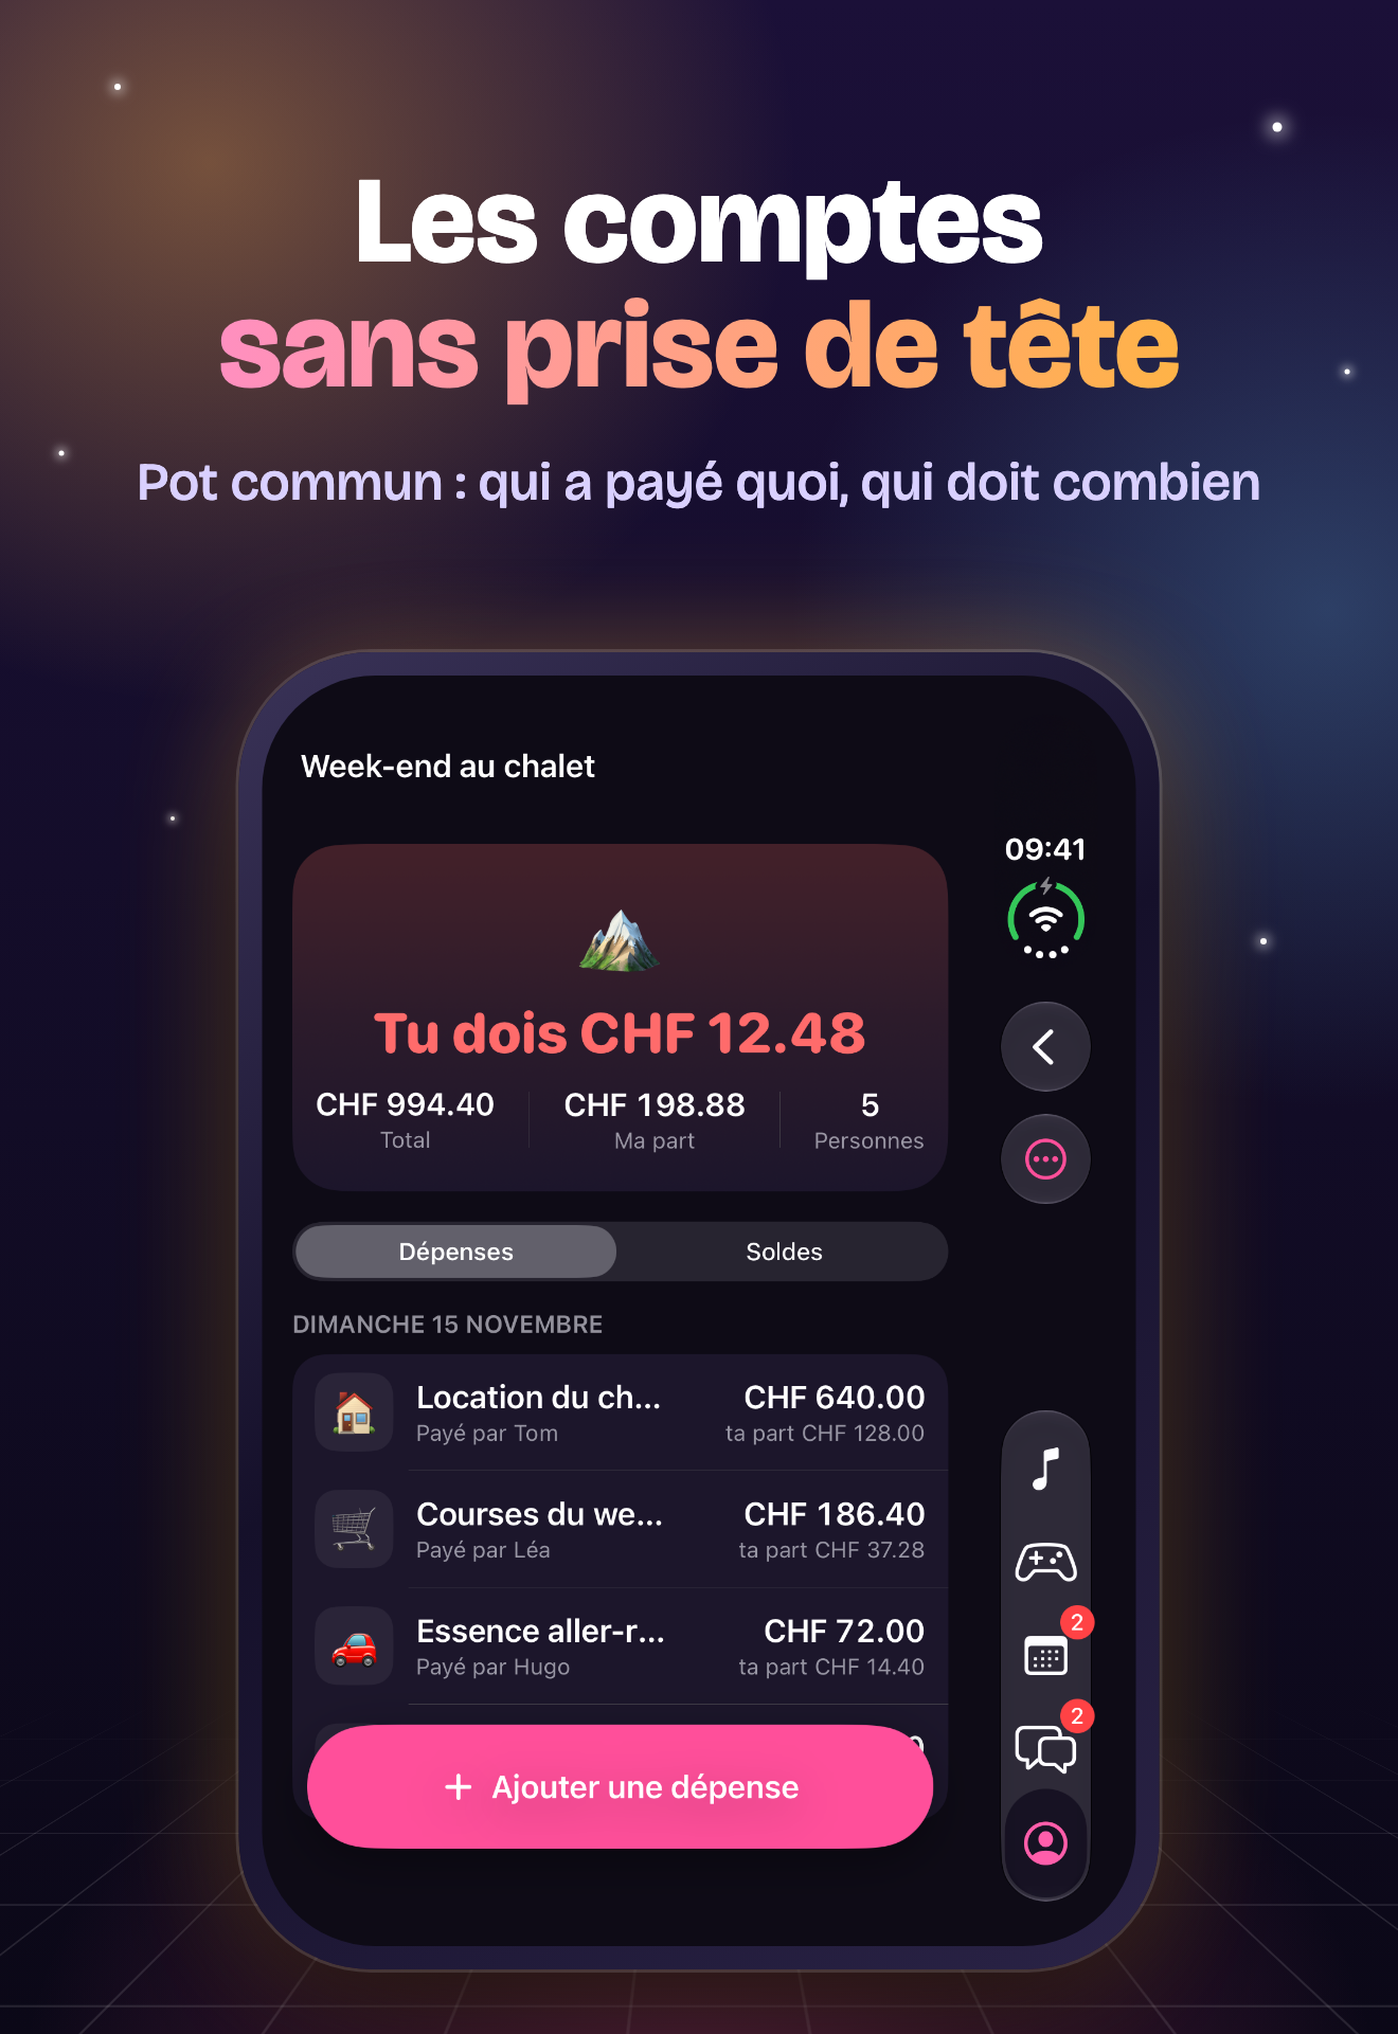 Les comptes
sans prise de tête
Pot commun : qui a payé quoi, qui doit combien
Week-end au chalet
09:41
Tu dois CHF 12.48
CHF 994.40 CHF 198.88 5
Total Ma part Personnes
Dépenses Soldes
DIMANCHE 15 NOVEMBRE
Location du ch... CHF 640.00
Payé par Tom ta part CHF 128.00
Courses du we... CHF 186.40
Payé par Léa ta part CHF 37.28
Essence aller-r... CHF 72.00
Payé par Hugo ta part CHF 14.40
2
2
+ Ajouter une dépense